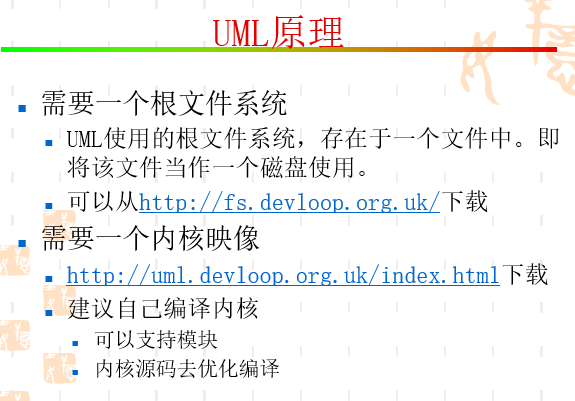 UML原理
需要一个根文件系统
UML使用的根文件系统，存在于一个文件中。即
将该文件当作一个磁盘使用。
可以从http://fs.devloop.org.uk/下载
需要一个内核映像
http://uml.devloop.org.uk/index.html下载
建议自己编译内核
可以支持模块
内核源码去优化编译